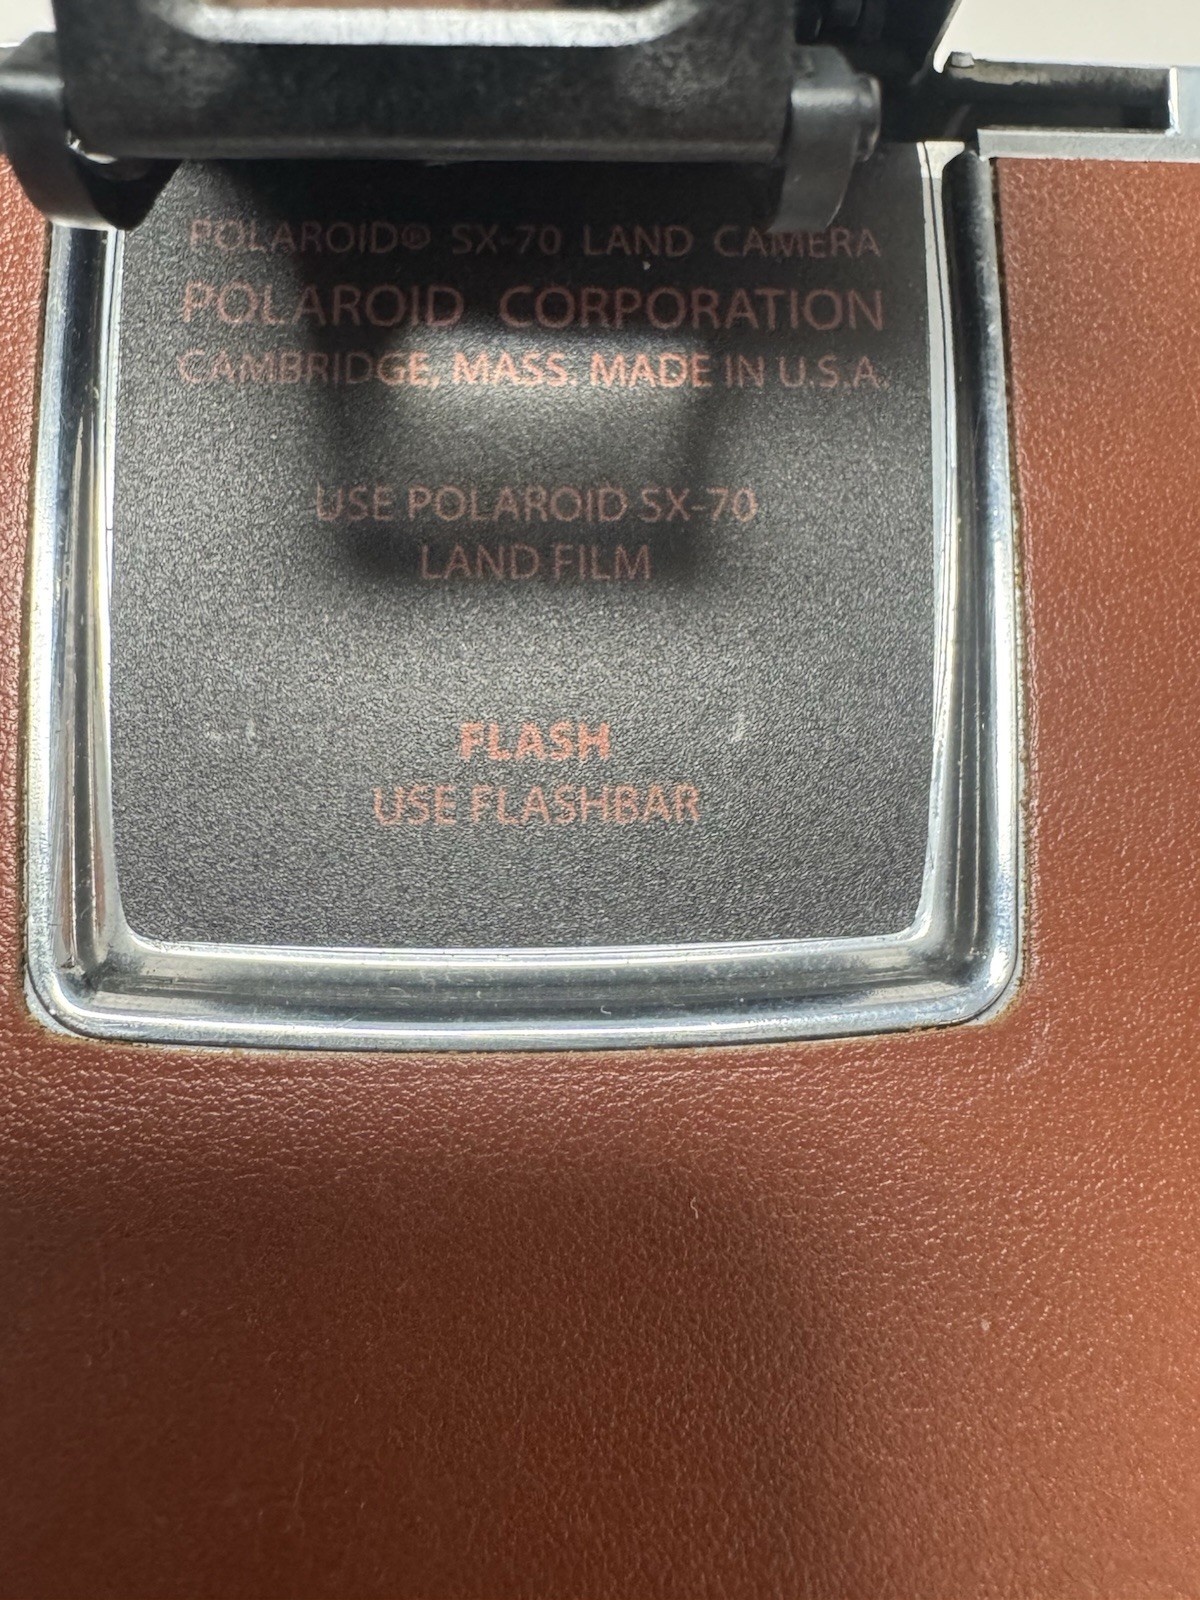 POLAROID® SX-70 LAND CAMERA
POLAROID CORPORATION
CAMBRIDGE, MASS. MADE IN U.S.A.
USE POLAROID SX-70
LAND FILM
FLASH
USE FLASHBAR